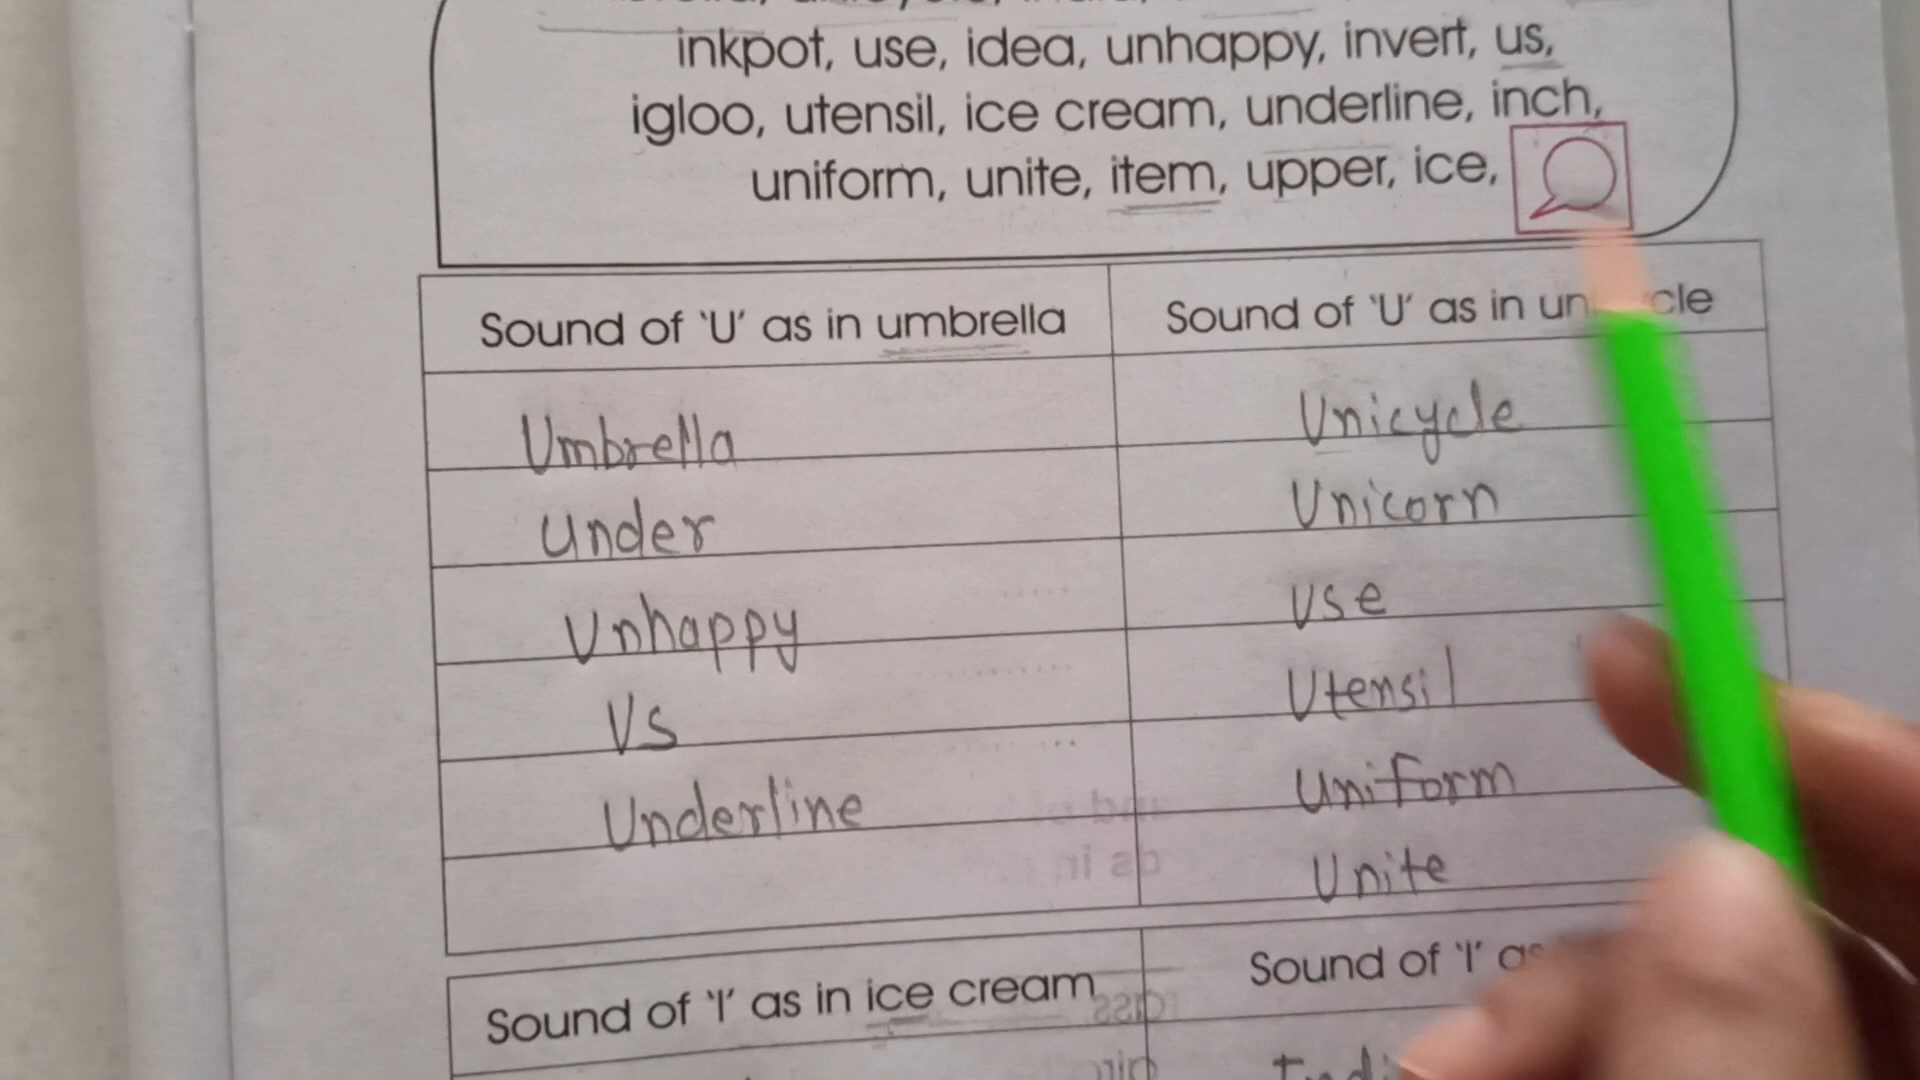 inkpot, use, idea, unhappy, invert, us,
igloo, utensil, ice cream, underline, inch,
uniform, unite, item, upper, ice,
Sound of 'U' as in umbrella
Sound of 'U' as in
Umbrella
Unicycle
Under
Unicorn
Unhappy
Use
Us
Utensil
Underline
Uniform
Unite
Sound of 'I' as in ice cream
Sound of 'I'